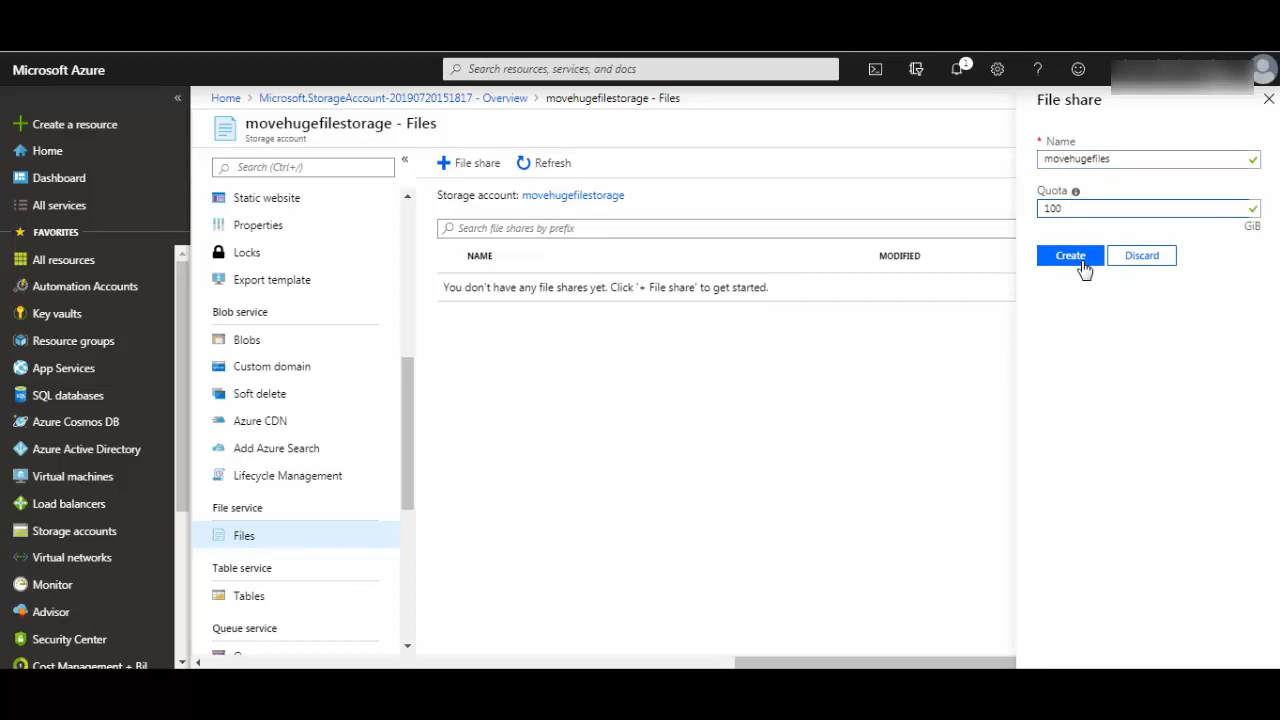 Microsoft Azure
Search resources, services, and docs
1
Create a resource
Home
Dashboard
All services
FAVORITES
All resources
Automation Accounts
Key vaults
Resource groups
App Services
SQL databases
Azure Cosmos DB
Azure Active Directory
Virtual machines
Load balancers
Storage accounts
Virtual networks
Monitor
Advisor
Security Center
Cost Management + Bil
Home > Microsoft.StorageAccount-20190720151817 - Overview > movehugefilestorage - Files
movehugefilestorage - Files
Storage account
Search (Ctrl+/)
Static website
Properties
Locks
Export template
Blob service
Blobs
Custom domain
Soft delete
Azure CDN
Add Azure Search
Lifecycle Management
File service
Files
Table service
Tables
Queue service
File share
Refresh
Storage account: movehugefilestorage
Search file shares by prefix
NAME MODIFIED
You don't have any file shares yet. Click '+ File share' to get started.
File share
* Name
movehugefiles
Quota
100
GiB
Create Discard